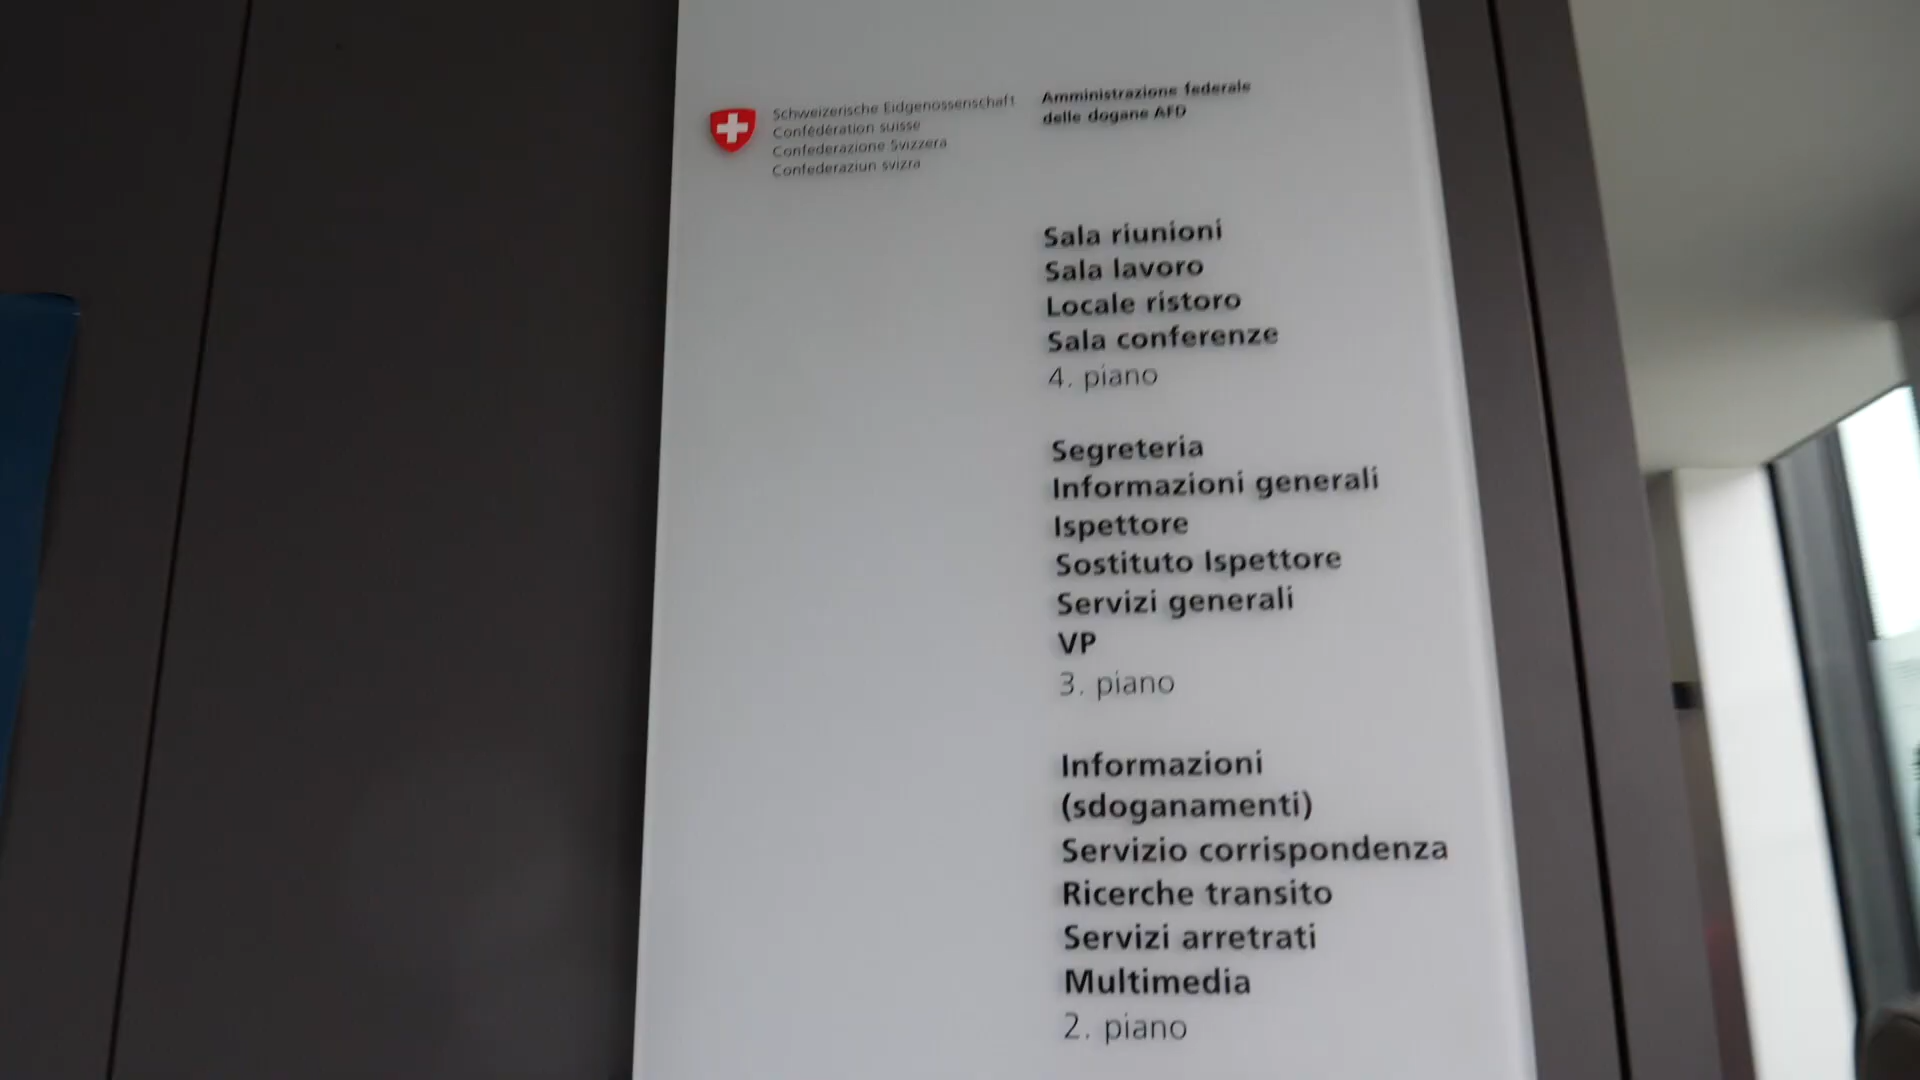 Schweizerische Eidgenossenschaft
Confédération suisse
Confederazione Svizzera
Confederaziun svizra
Amministrazione federale
delle dogane AFD
Sala riunioni
Sala lavoro
Locale ristoro
Sala conferenze
4. piano
Segreteria
Informazioni generali
Ispettore
Sostituto Ispettore
Servizi generali
VP
3. piano
Informazioni
(sdoganamenti)
Servizio corrispondenza
Ricerche transito
Servizi arretrati
Multimedia
2. piano